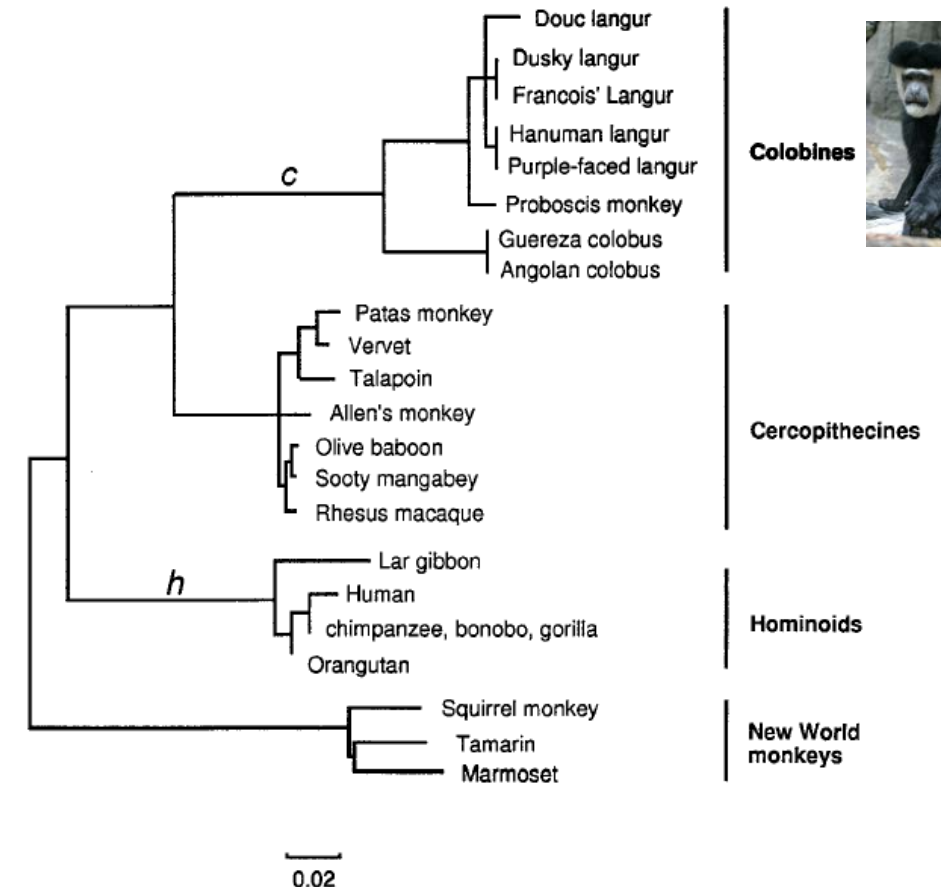 Douc langur
Dusky langur
Francois' Langur
Hanuman langur
Purple-faced langur
Proboscis monkey
Guereza colobus
Angolan colobus
Colobines
c
Patas monkey
Vervet
Talapoin
Allen's monkey
Olive baboon
Sooty mangabey
Rhesus macaque
Cercopithecines
h
Lar gibbon
Human
chimpanzee, bonobo, gorilla
Orangutan
Hominoids
Squirrel monkey
Tamarin
Marmoset
New World
monkeys
0.02